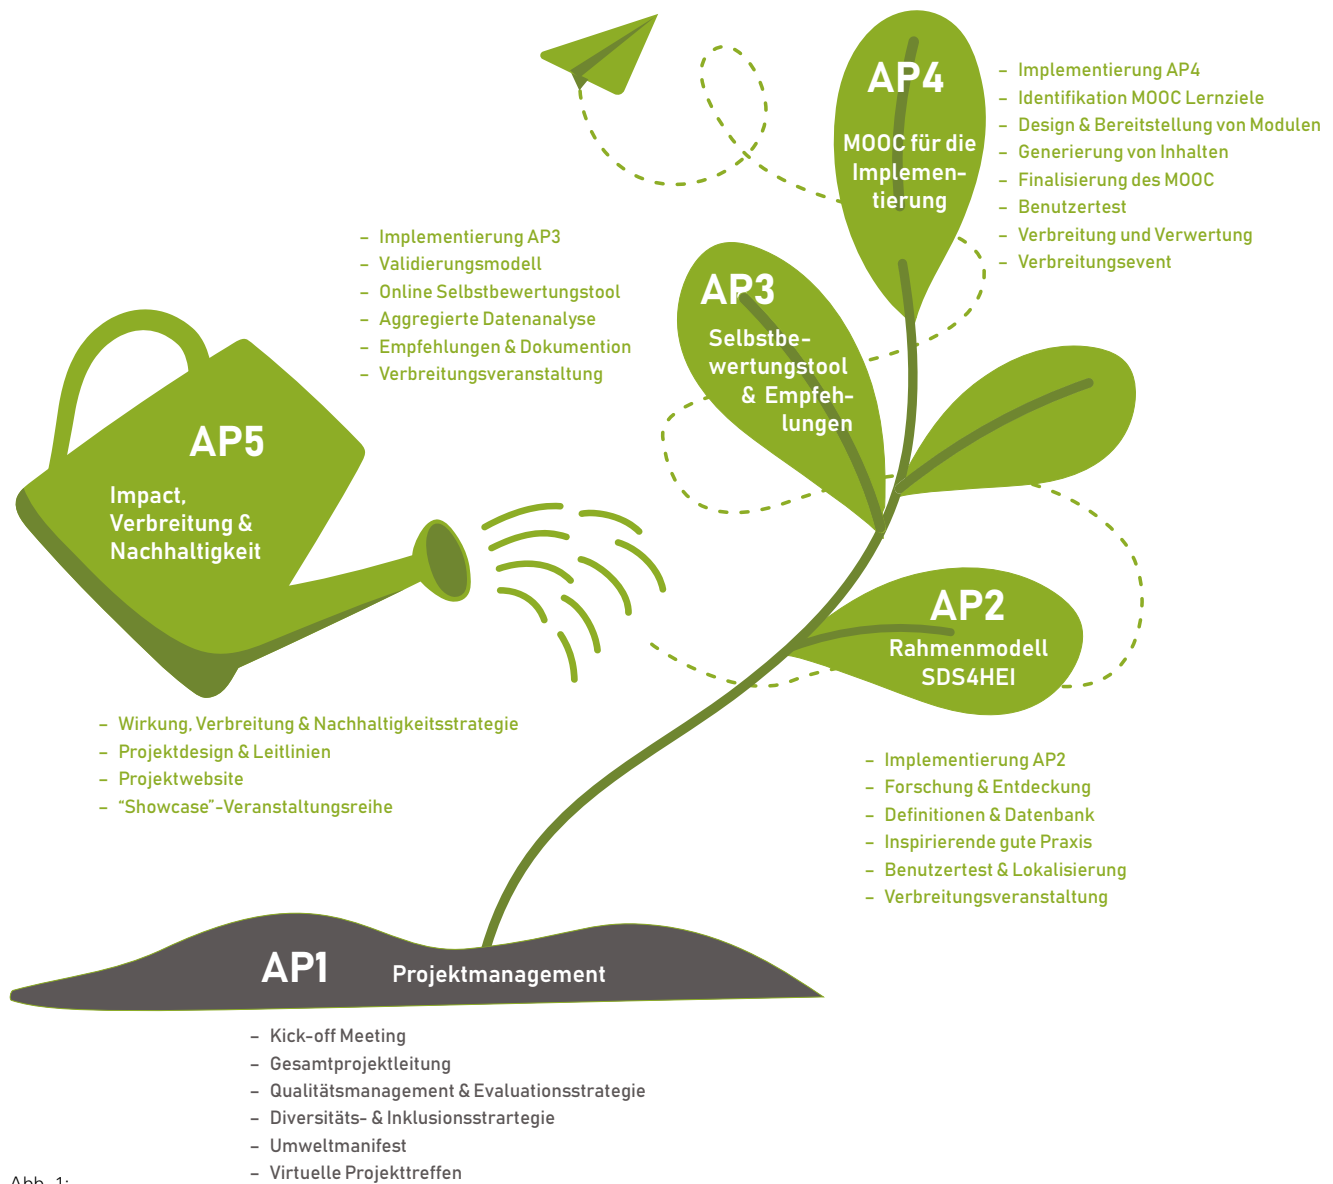 AP4
MOOC für die
Implemen-
tierung
– Implementierung AP4
– Identifikation MOOC Lernziele
– Design & Bereitstellung von Modulen
– Generierung von Inhalten
– Finalisierung des MOOC
– Benutzertest
– Verbreitung und Verwertung
– Verbreitungsevent
– Implementierung AP3
– Validierungsmodell
– Online Selbstbewertungstool
– Aggregierte Datenanalyse
– Empfehlungen & Dokumention
– Verbreitungsveranstaltung
AP3
Selbstbe-
wertungstool
& Empfeh-
lungen
AP5
Impact,
Verbreitung &
Nachhaltigkeit
– Wirkung, Verbreitung & Nachhaltigkeitsstrategie
– Projektdesign & Leitlinien
– Projektwebsite
– “Showcase”-Veranstaltungsreihe
AP2
Rahmenmodell
SDS4HEI
– Implementierung AP2
– Forschung & Entdeckung
– Definitionen & Datenbank
– Inspirierende gute Praxis
– Benutzertest & Lokalisierung
– Verbreitungsveranstaltung
AP1 Projektmanagement
– Kick-off Meeting
– Gesamtprojektleitung
– Qualitätsmanagement & Evaluationsstrategie
– Diversitäts- & Inklusionsstrartegie
– Umweltmanifest
– Virtuelle Projekttreffen
Abb. 1: